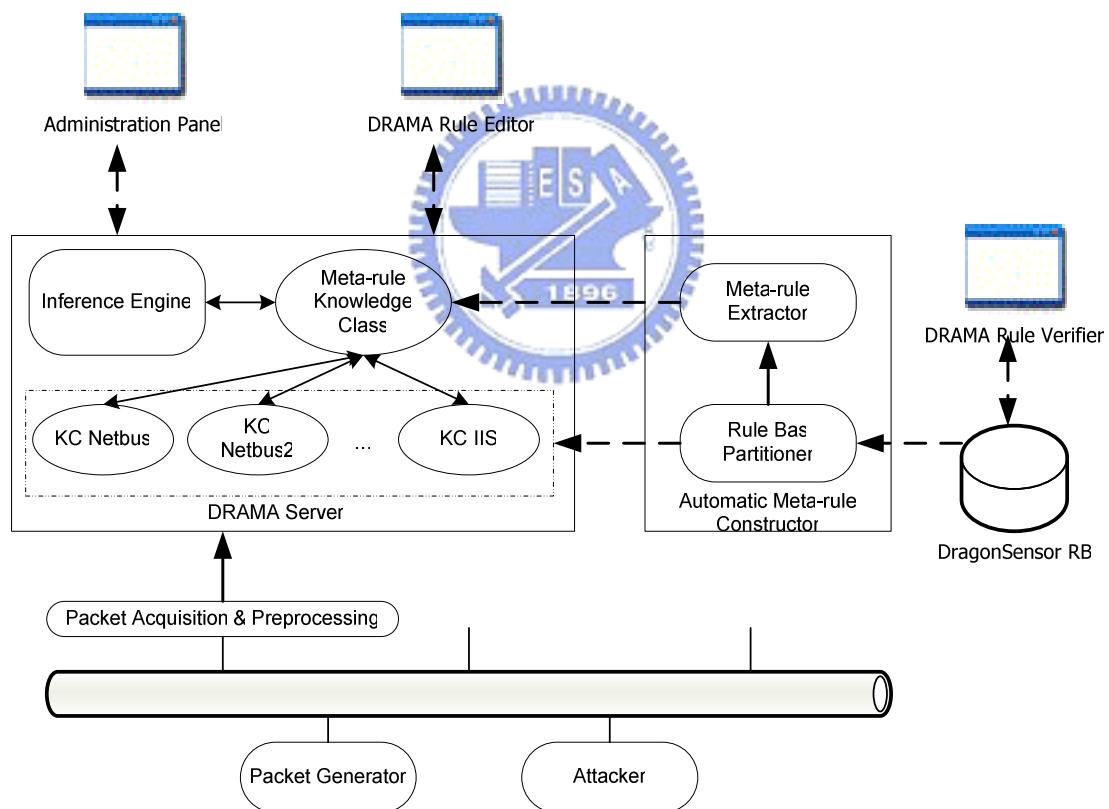 Administration Panel
DRAMA Rule Editor
E S A
1896
Inference Engine
Meta-rule
Knowledge
Class
Meta-rule
Extractor
DRAMA Rule Verifier
KC Netbus
KC
Netbus2
...
KC IIS
Rule Bas
Partitioner
DRAMA Server
Automatic Meta-rule
Constructor
DragonSensor RB
Packet Acquisition & Preprocessing
Packet Generator
Attacker